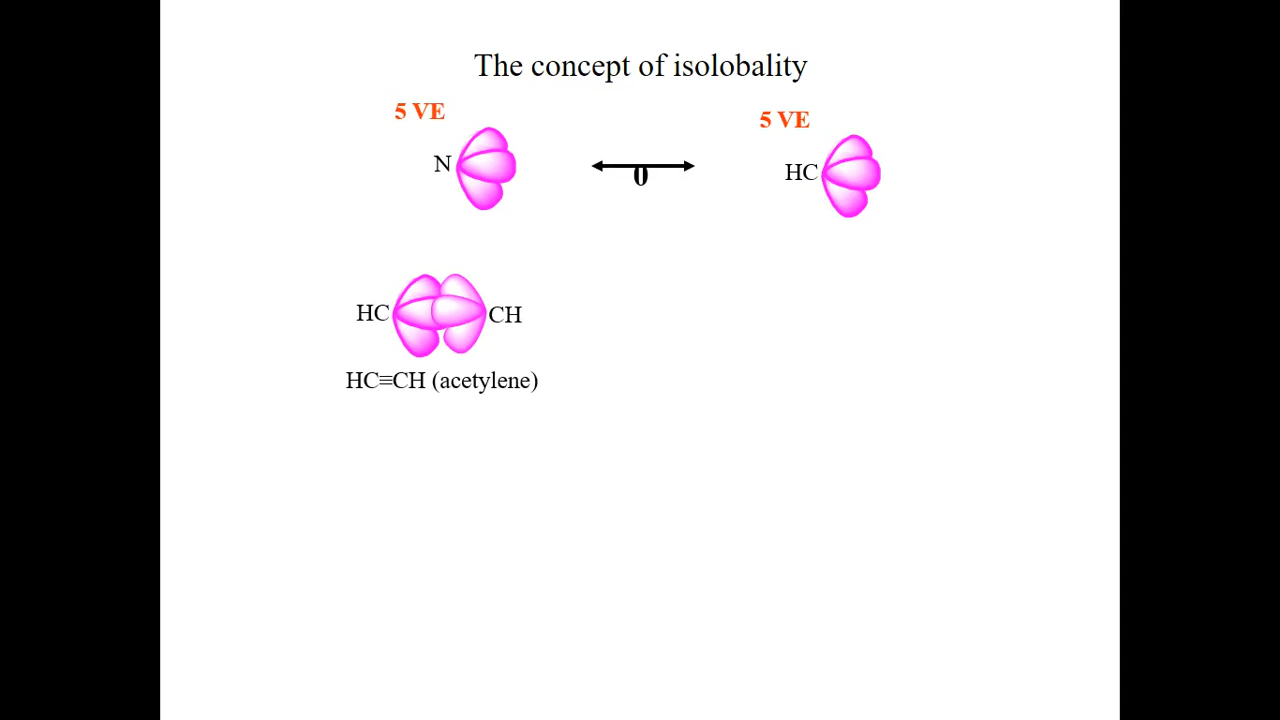 The concept of isolobality
5 VE
5 VE
N
0
HC
HC
CH
HC≡CH (acetylene)